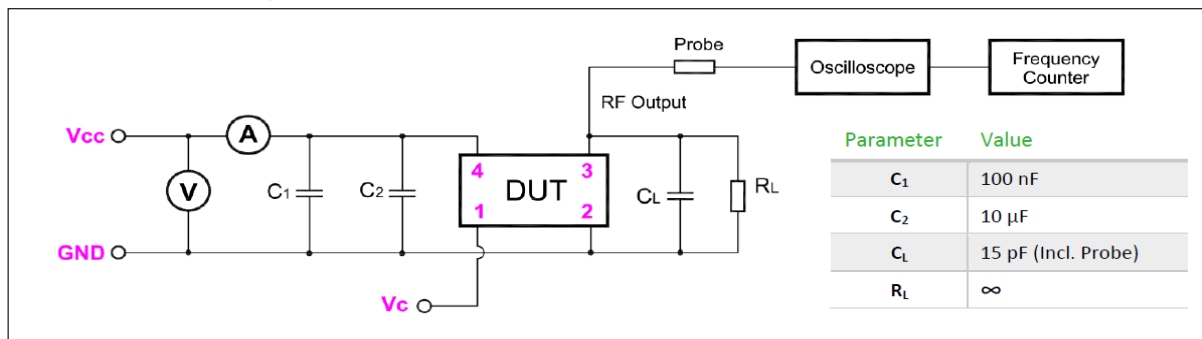 Probe
Oscilloscope
Frequency
Counter
RF Output
Vcc
A
V
C1
C2
4
3
DUT
1
2
CL
RL
GND
Vc
Parameter Value
C1 100 nF
C2 10 µF
CL 15 pF (Incl. Probe)
RL ∞